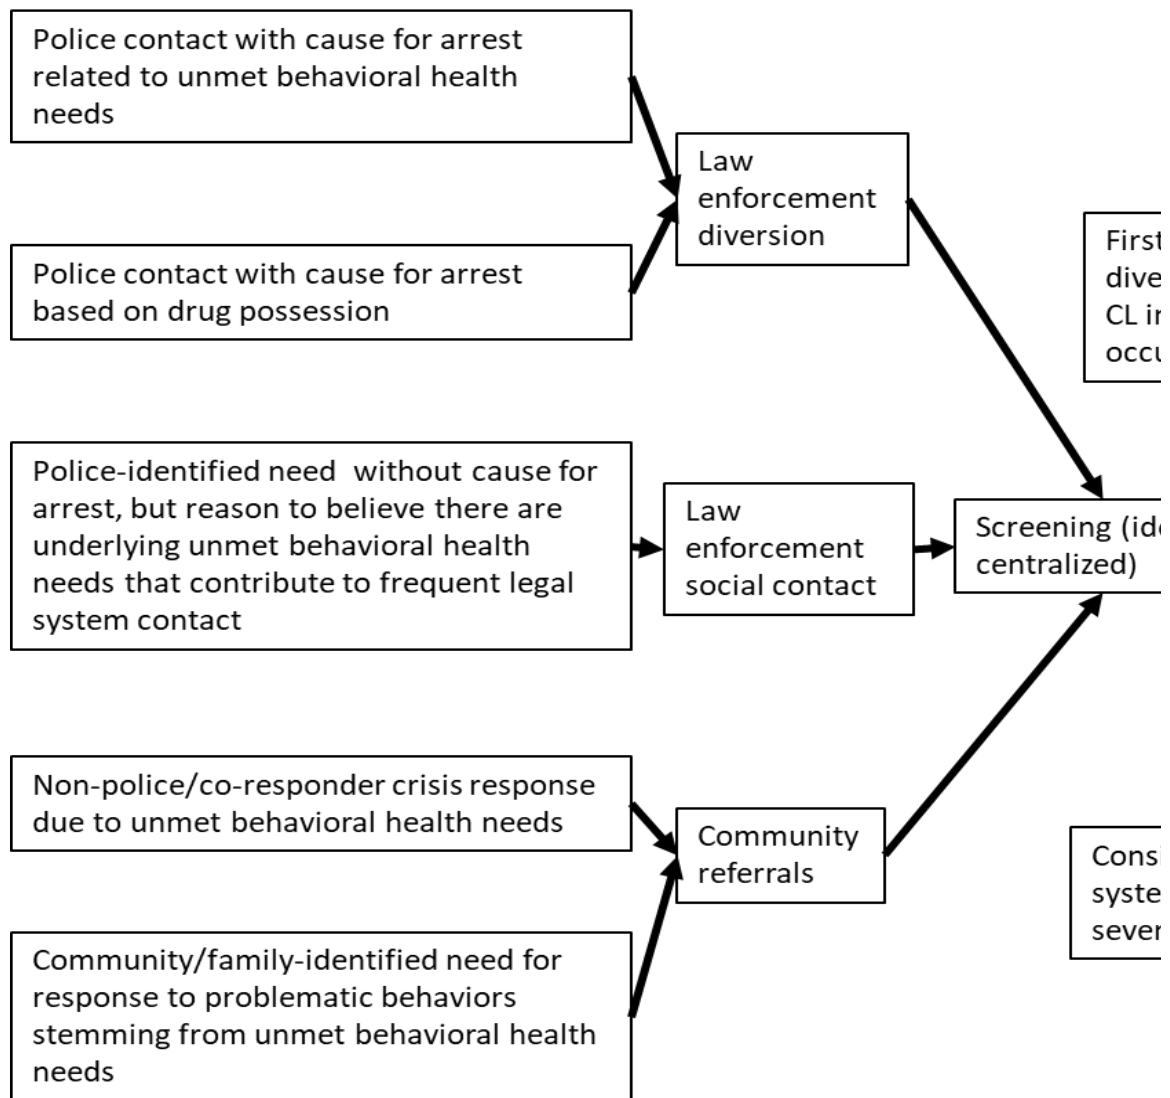 Police contact with cause for arrest
related to unmet behavioral health
needs
Law
enforcement
diversion
Police contact with cause for arrest
based on drug possession
First
CL
Police-identified need  without cause for
arrest, but reason to believe there are
underlying unmet behavioral health
needs that contribute to frequent legal
system contact
Law
enforcement
social contact
Screening
centralized)
Non-police/co-responder crisis response
due to unmet behavioral health needs
Community
referrals
Community/family-identified need for
response to problematic behaviors
stemming from unmet behavioral health
needs